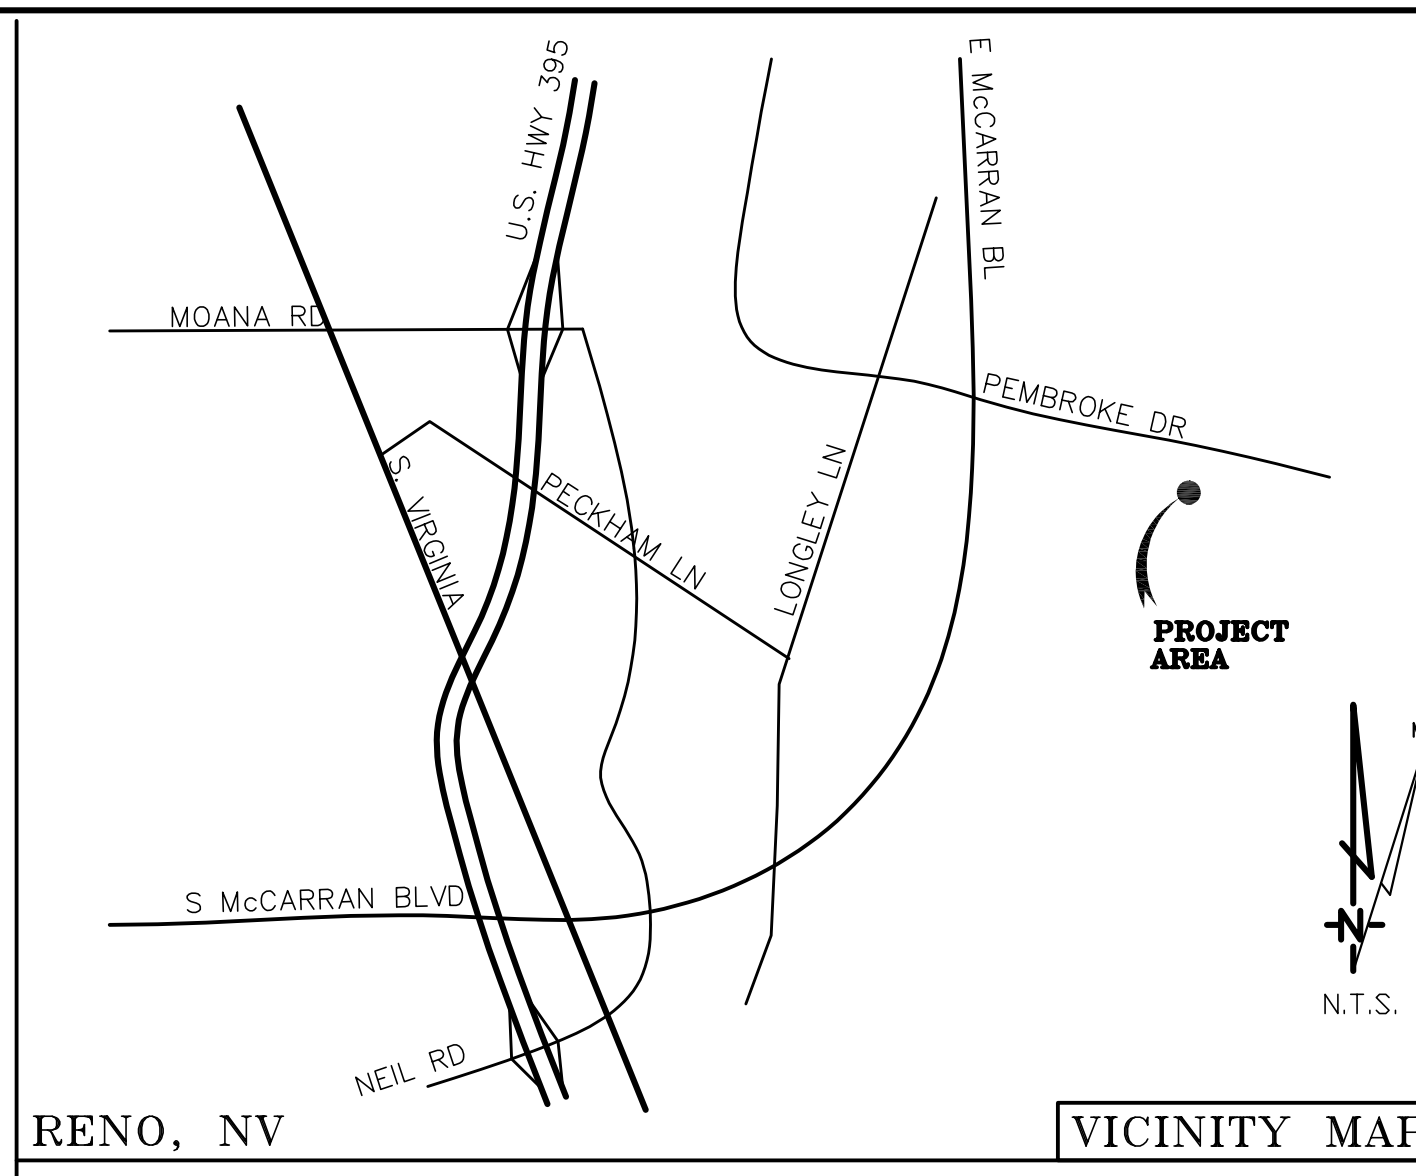 U.S. HWY 395
E McCARRAN BL
MOANA RD
PEMBROKE DR
S. VIRGINIA
PECKHAM LN
LONGLEY LN
PROJECT
AREA
S McCARRAN BLVD
N
N.T.S.
NEIL RD
RENO, NV
VICINITY MAP